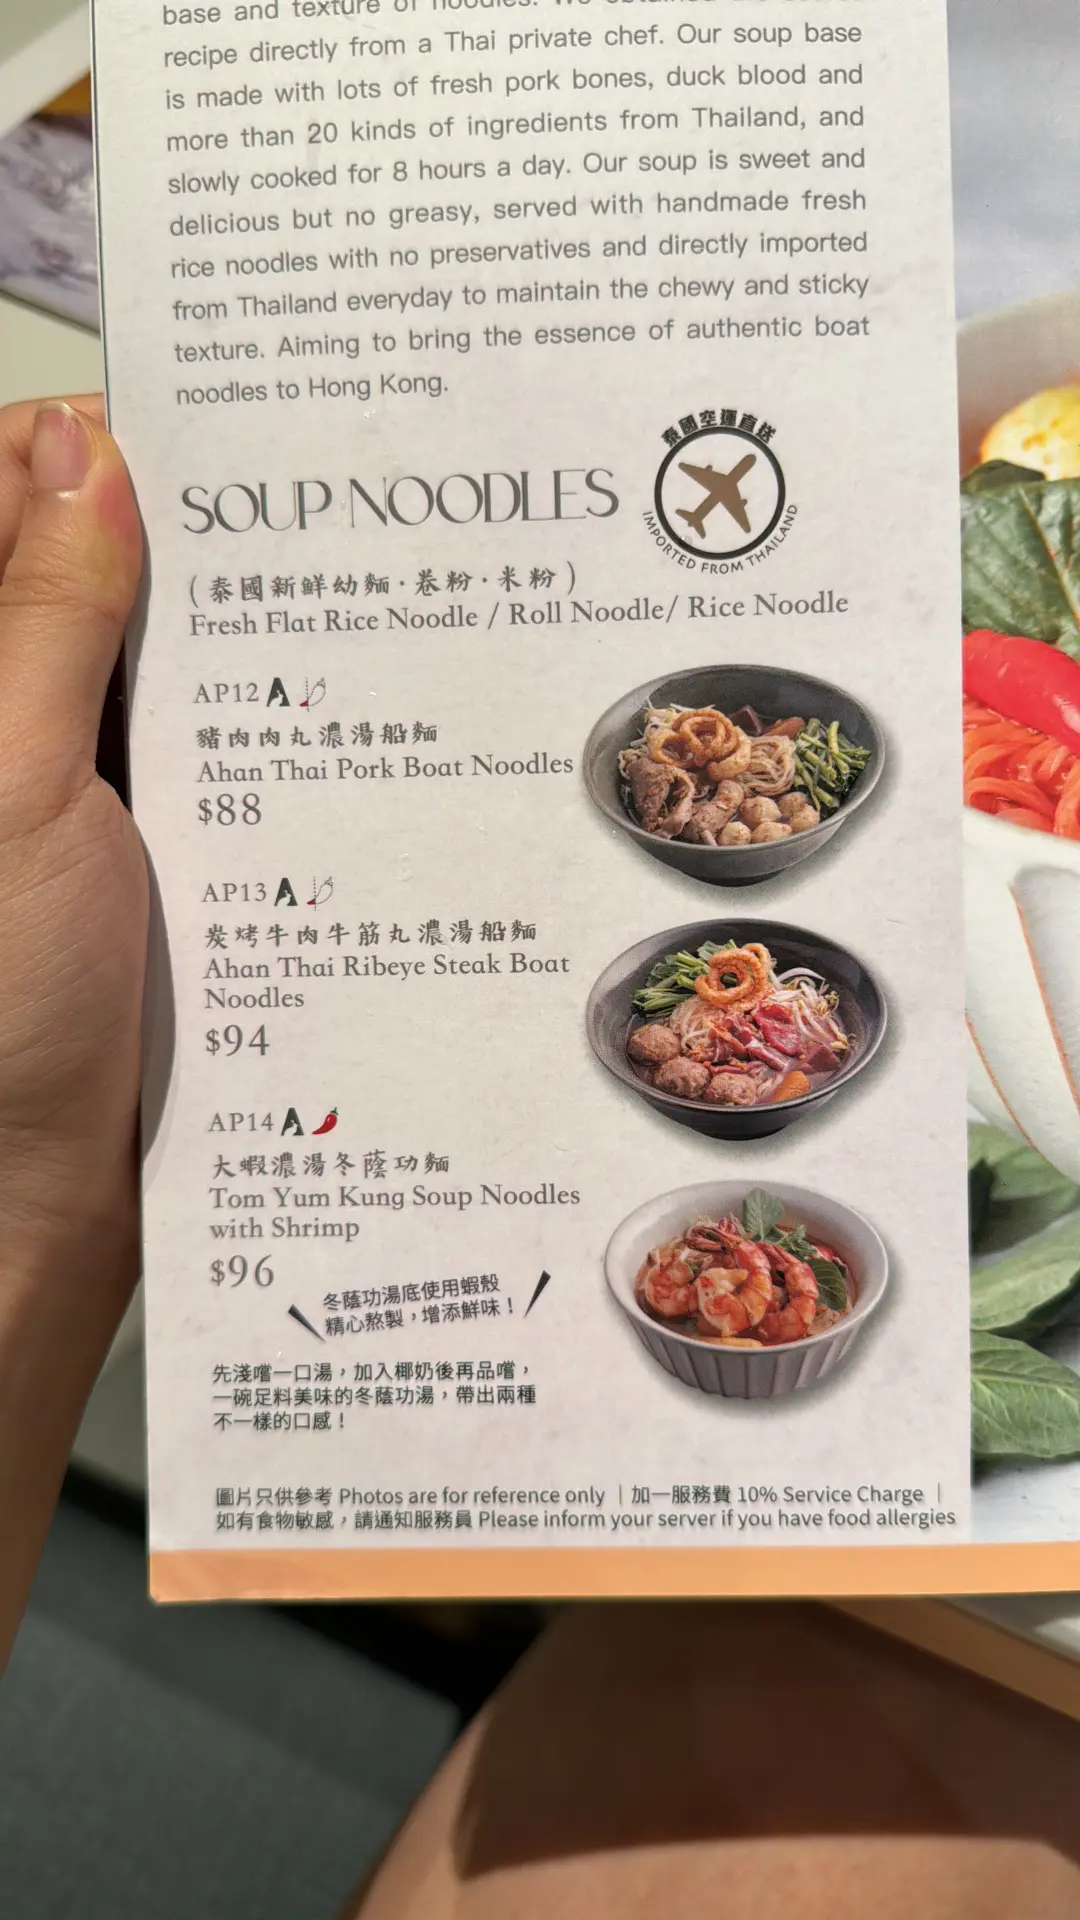 base and texture of noodles.
recipe directly from a Thai private chef. Our soup base
is made with lots of fresh pork bones, duck blood and
more than 20 kinds of ingredients from Thailand, and
slowly cooked for 8 hours a day. Our soup is sweet and
delicious but no greasy, served with handmade fresh
rice noodles with no preservatives and directly imported
from Thailand everyday to maintain the chewy and sticky
texture. Aiming to bring the essence of authentic boat
noodles to Hong Kong.
SOUP NOODLES
泰國空運直送
IMPORTED FROM THAILAND
(泰國新鮮幼麵·卷粉·米粉)
Fresh Flat Rice Noodle / Roll Noodle/ Rice Noodle
AP12
豬肉肉丸濃湯船麵
Ahan Thai Pork Boat Noodles
$88
AP13
炭烤牛肉牛筋丸濃湯船麵
Ahan Thai Ribeye Steak Boat
Noodles
$94
AP14
大蝦濃湯冬蔭功麵
Tom Yum Kung Soup Noodles
with Shrimp
$96
冬蔭功湯底使用蝦殼
精心熬製，增添鮮味！
先淺嚐一口湯，加入椰奶後再品嚐，
一碗足料美味的冬蔭功湯，帶出兩種
不一樣的口感！
圖片只供參考 Photos are for reference only | 加一服務費 10% Service Charge |
如有食物敏感，請通知服務員 Please inform your server if you have food allergies